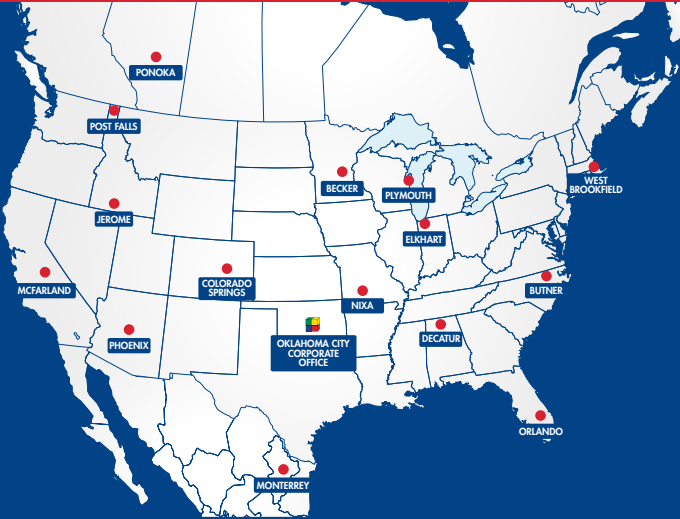 PONOKA
POST FALLS
BECKER
PLYMOUTH
WEST
BROOKFIELD
JEROME
ELKHART
MCFARLAND
COLORADO
SPRINGS
BUTNER
NIXA
PHOENIX
OKLAHOMA CITY
CORPORATE
OFFICE
DECATUR
ORLANDO
MONTERREY